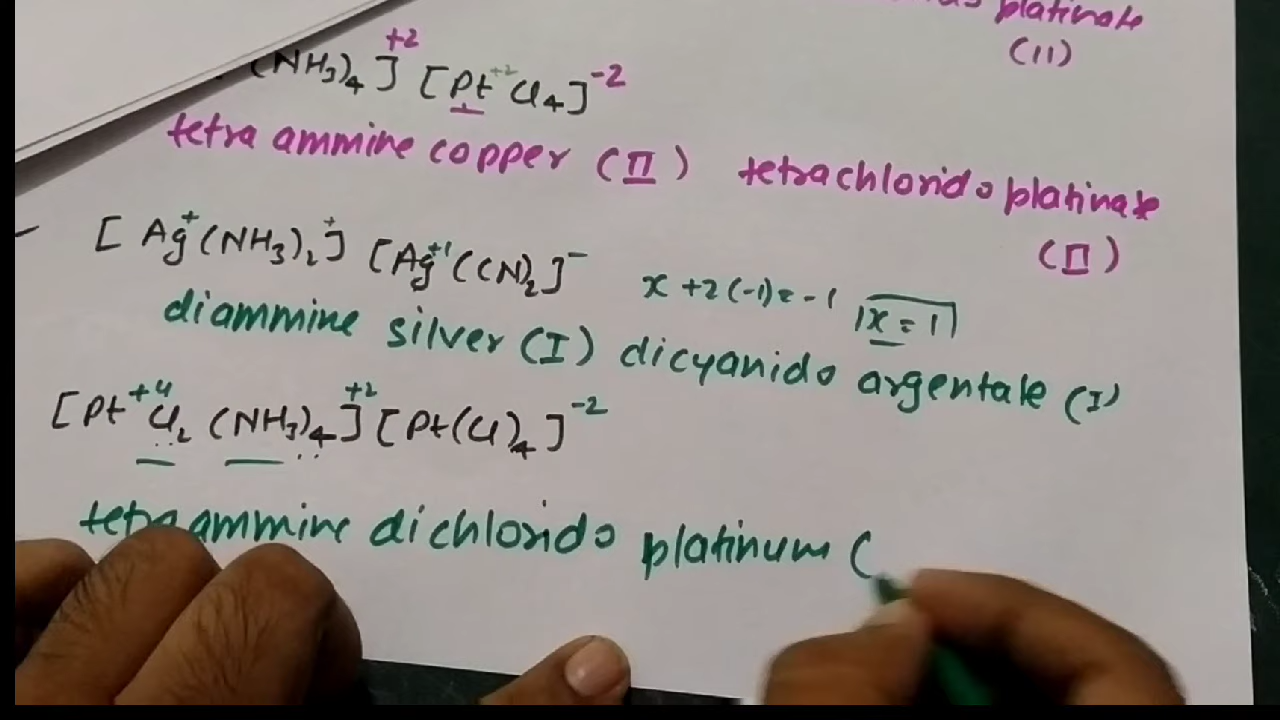 platinate
(II)
(NH3)4]+2 [Pt+2 Cl4]-2
tetra ammine copper (II) tetrachlorido platinate
(II)
[Ag+(NH3)2]+ [Ag+1(CN)2]- x + 2(-1) = -1 x = 1
diammine silver (I) dicyanido argentate (I)
[Pt+4 Cl2 (NH3)4]+2 [Pt(Cl)4]-2
tetra ammine dichlorido platinum (